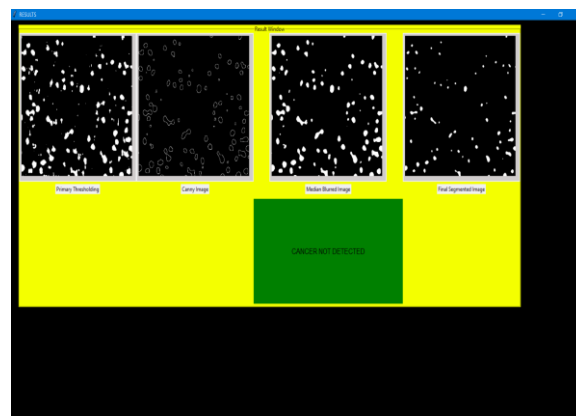 RESULTS
Result Window
Primary Thresholding
Canny Image
Median Blurred Image
Final Segmented Image
CANCER NOT DETECTED